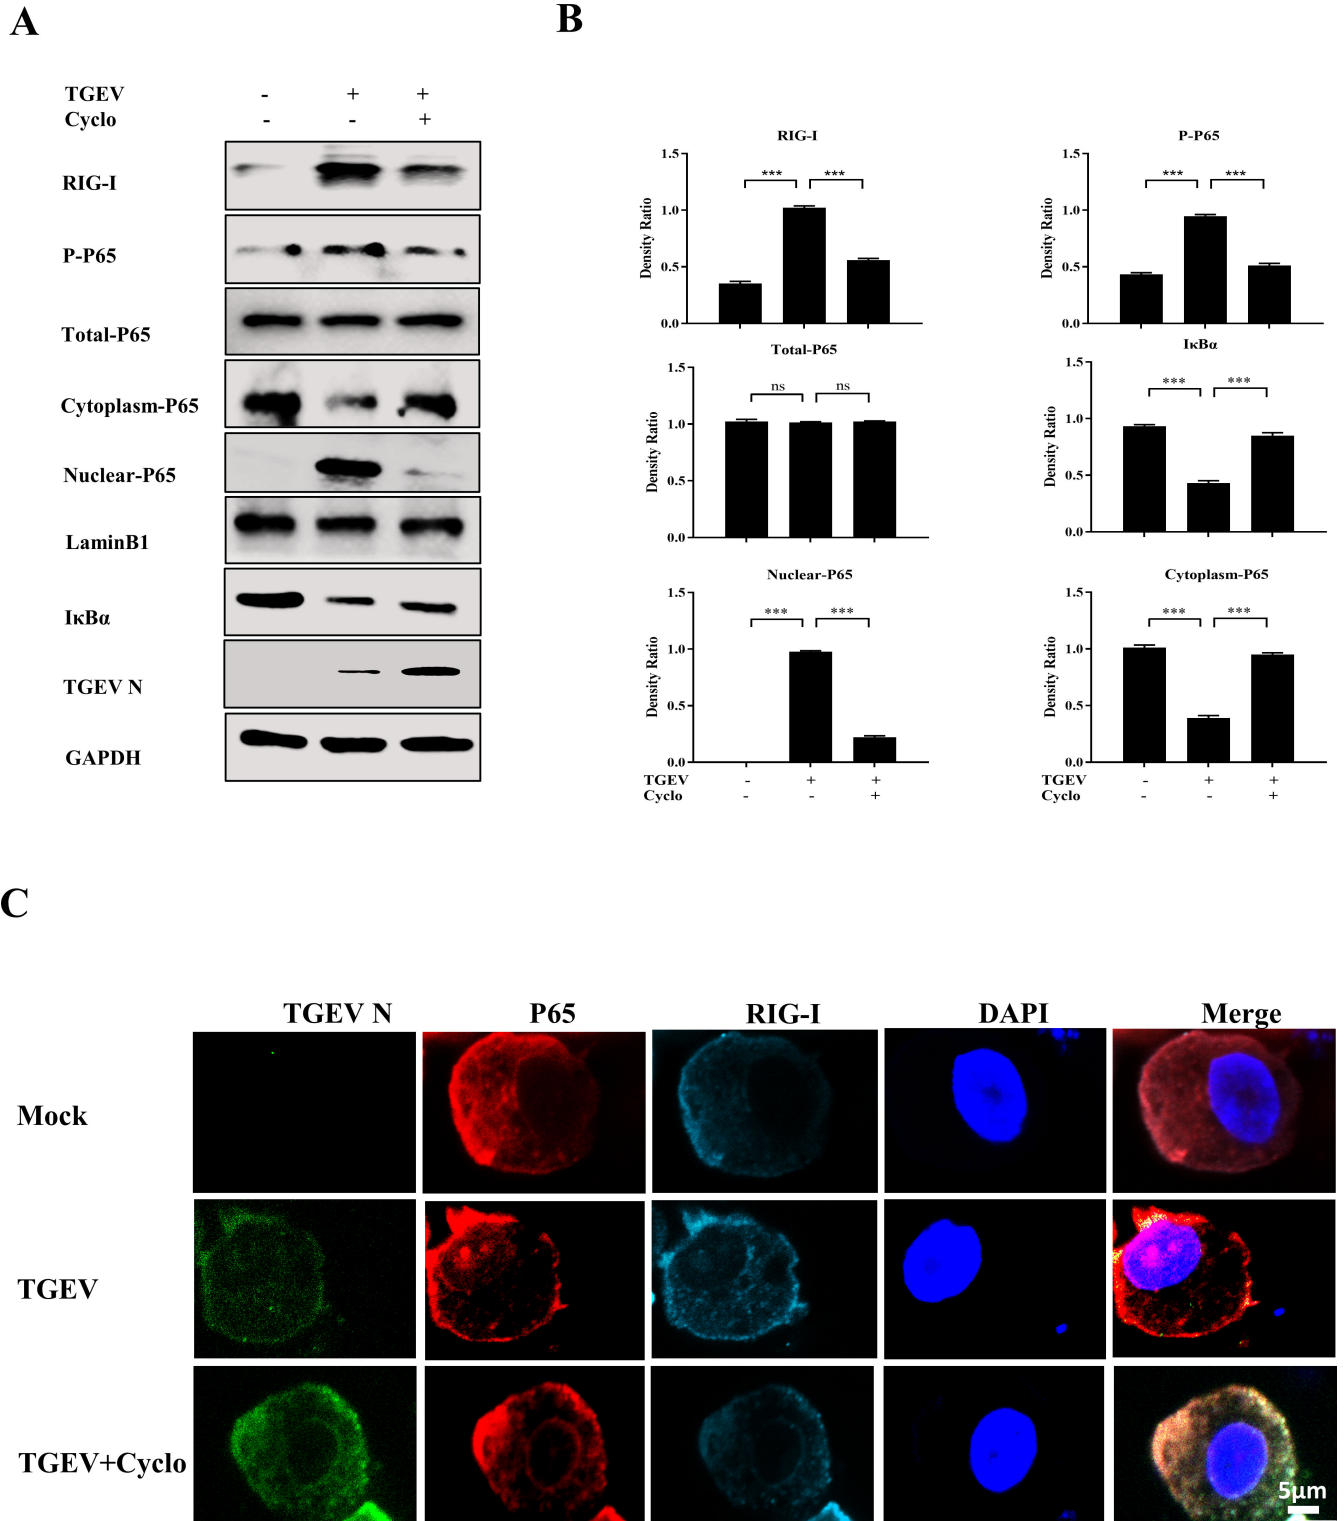 A
TGEV - + +
Cyclo - - +
RIG-I
P-P65
Total-P65
Cytoplasm-P65
Nuclear-P65
LaminB1
IκBα
TGEV N
GAPDH
B
RIG-I
1.5
1.0
0.5
0.0
Density Ratio
*** ***
P-P65
1.5
1.0
0.5
0.0
Density Ratio
*** ***
Total-P65
1.5
1.0
0.5
0.0
Density Ratio
ns ns
IκBα
1.5
1.0
0.5
0.0
Density Ratio
*** ***
Nuclear-P65
1.5
1.0
0.5
0.0
Density Ratio
*** ***
TGEV - + +
Cyclo - - +
Cytoplasm-P65
1.5
1.0
0.5
0.0
Density Ratio
*** ***
TGEV - + +
Cyclo - - +
C
TGEV N P65 RIG-I DAPI Merge
Mock
TGEV
TGEV+Cyclo
5μm